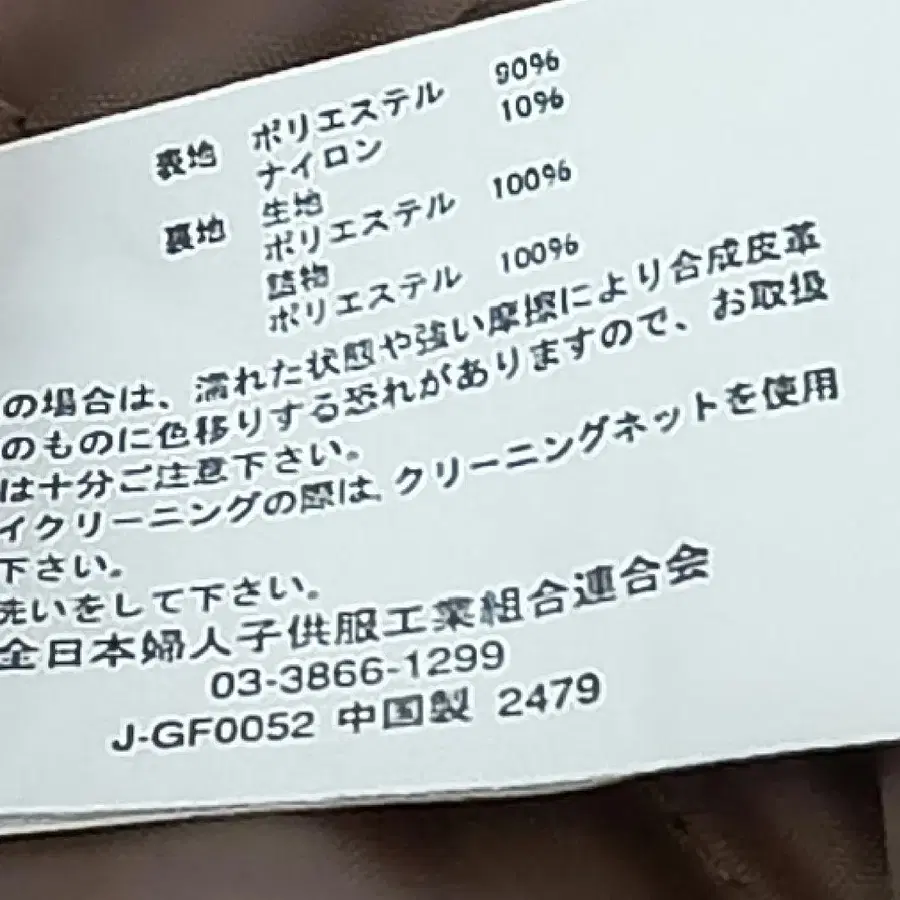 表地 ポリエステル 90%
ナイロン 10%
裏地 生地
ポリエステル 100%
詰物
ポリエステル 100%
の場合は、濡れた状態や強い摩擦により合成皮革
のものに色移りする恐れがありますので、お取扱
は十分ご注意下さい。
イクリーニングの際は、クリーニングネットを使用
下さい。
洗いをして下さい。
全日本婦人子供服工業組合連合会
03-3866-1299
J-GF0052 中国製 2479